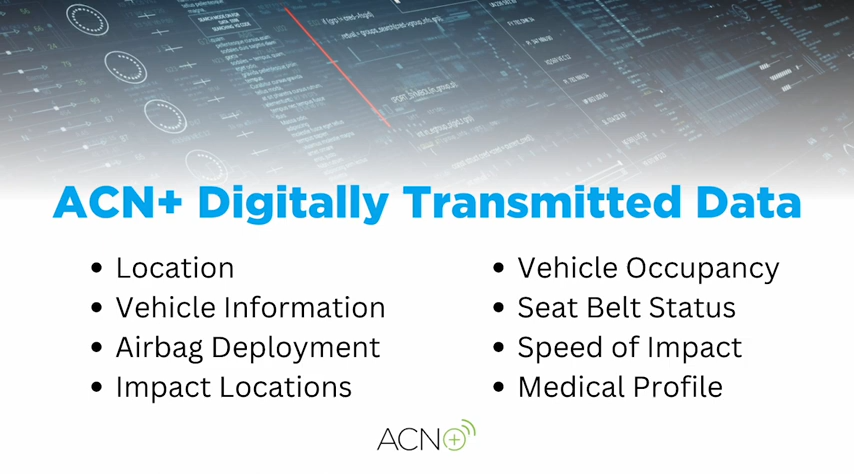 ACN+ Digitally Transmitted Data
• Location
• Vehicle Information
• Airbag Deployment
• Impact Locations
• Vehicle Occupancy
• Seat Belt Status
• Speed of Impact
• Medical Profile
ACN+